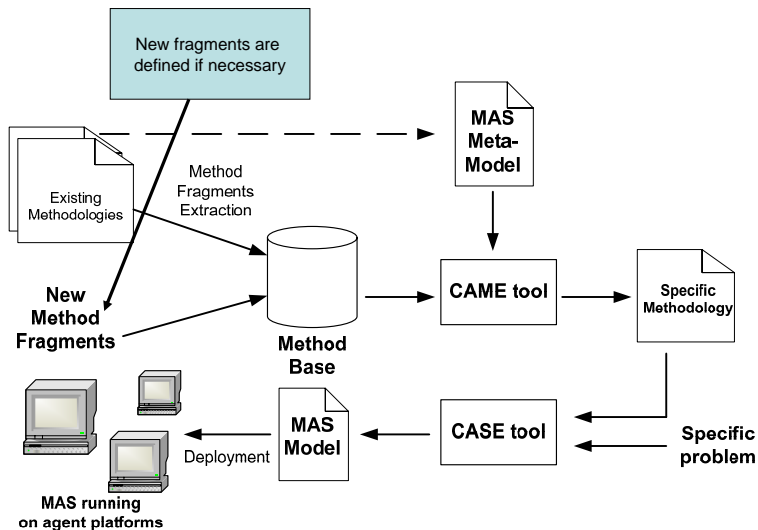 New fragments are
defined if necessary
MAS
Meta-
Model
Existing
Methodologies
Method
Fragments
Extraction
New
Method
Fragments
Method
Base
CAME tool
Specific
Methodology
MAS
Model
CASE tool
Specific
problem
Deployment
MAS running
on agent platforms